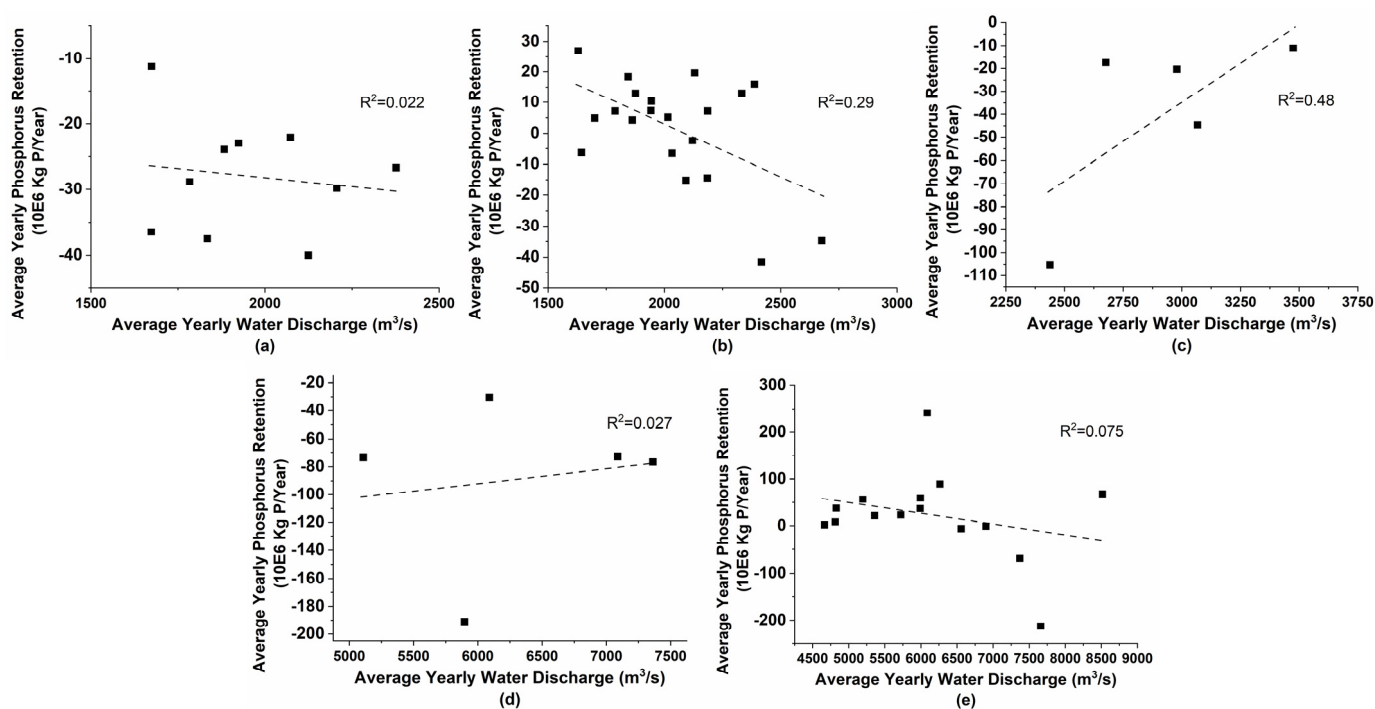 Average Yearly Phosphorus Retention
(10E6 Kg P/Year)
-10
-20
-30
-40
R²=0.022
1500
2000
2500
Average Yearly Water Discharge (m³/s)
(a)
Average Yearly Phosphorus Retention
(10E6 Kg P/Year)
30
20
10
0
-10
-20
-30
-40
-50
R²=0.29
1500
2000
2500
3000
Average Yearly Water Discharge (m³/s)
(b)
Average Yearly Phosphorus Retention
(10E6 Kg P/Year)
0
-10
-20
-30
-40
-50
-60
-70
-80
-90
-100
-110
R²=0.48
2250
2500
2750
3000
3250
3500
3750
Average Yearly Water Discharge (m³/s)
(c)
Average Yearly Phosphorus Retention
(10E6 Kg P/Year)
-20
-40
-60
-80
-100
-120
-140
-160
-180
-200
R²=0.027
5000
5500
6000
6500
7000
7500
Average Yearly Water Discharge (m³/s)
(d)
Average Yearly Phosphorus Retention
(10E6 Kg P/Year)
300
200
100
0
-100
-200
R²=0.075
4500
5000
5500
6000
6500
7000
7500
8000
8500
9000
Average Yearly Water Discharge (m³/s)
(e)